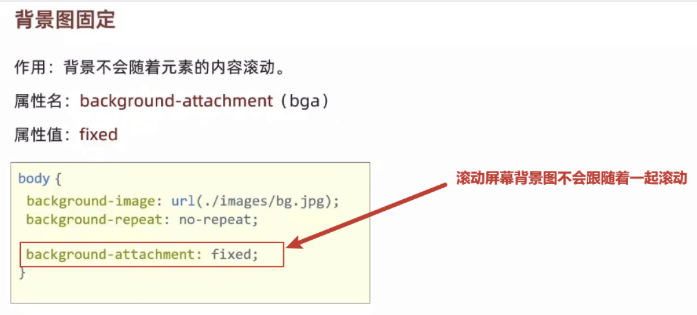 背景图固定
作用：背景不会随着元素的内容滚动。
属性名：background-attachment（bga）
属性值：fixed
body {
background-image: url(./images/bg.jpg);
background-repeat: no-repeat;
background-attachment: fixed;
}
滚动屏幕背景图不会跟随着一起滚动